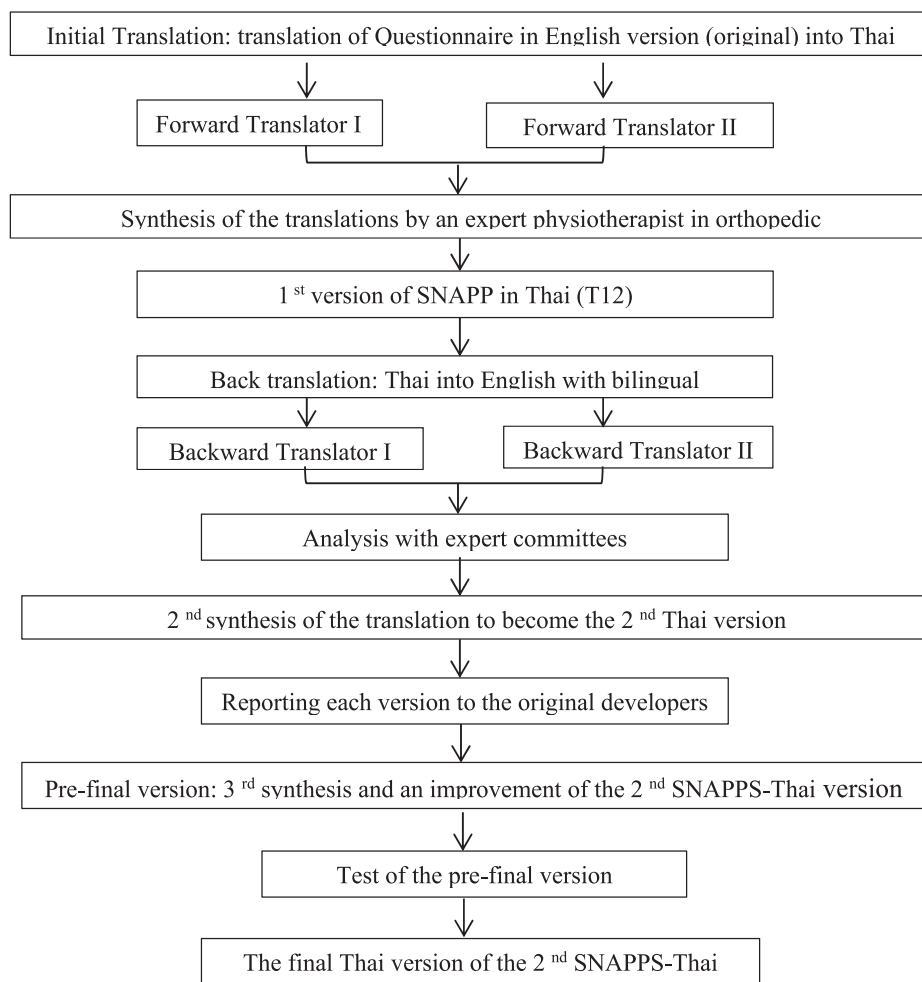 Initial Translation: translation of Questionnaire in English version (original) into Thai
Forward Translator I
Forward Translator II
Synthesis of the translations by an expert physiotherapist in orthopedic
1 st version of SNAPP in Thai (T12)
Back translation: Thai into English with bilingual
Backward Translator I
Backward Translator II
Analysis with expert committees
2 nd synthesis of the translation to become the 2 nd Thai version
Reporting each version to the original developers
Pre-final version: 3 rd synthesis and an improvement of the 2 nd SNAPPS-Thai version
Test of the pre-final version
The final Thai version of the 2 nd SNAPPS-Thai